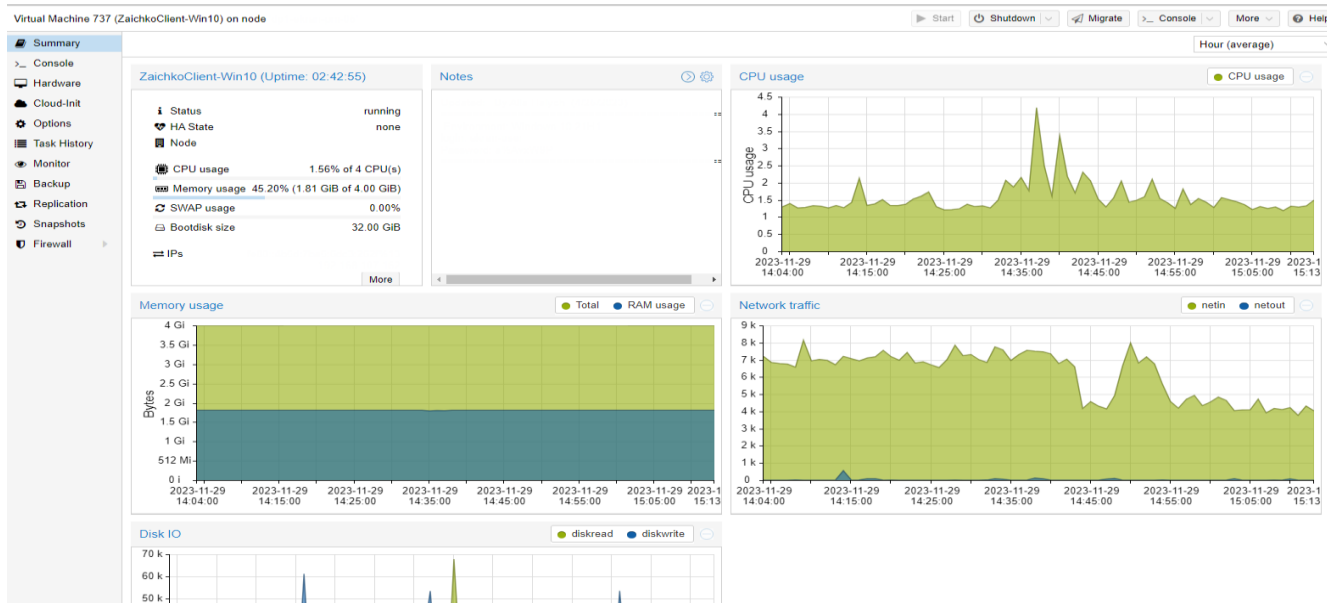 Virtual Machine 737 (ZaichkoClient-Win10) on node
Start
Shutdown
Migrate
>_ Console
More
Help
Summary
>_ Console
Hardware
Cloud-Init
Options
Task History
Monitor
Backup
Replication
Snapshots
Firewall
Hour (average)
ZaichkoClient-Win10 (Uptime: 02:42:55)
Status running
HA State none
Node
CPU usage 1.56% of 4 CPU(s)
Memory usage 45.20% (1.81 GiB of 4.00 GiB)
SWAP usage 0.00%
Bootdisk size 32.00 GiB
IPs
More
Notes
CPU usage
CPU usage
4.5
4
3.5
3
2.5
2
1.5
1
0.5
0
CPU usage
2023-11-29 2023-11-29 2023-11-29 2023-11-29 2023-11-29 2023-11-29 2023-11-29 2023-1
14:04:00 14:15:00 14:25:00 14:35:00 14:45:00 14:55:00 15:05:00 15:13
Memory usage
Total RAM usage
4 Gi
3.5 Gi
3 Gi
2.5 Gi
2 Gi
1.5 Gi
1 Gi
512 Mi
0 i
Bytes
2023-11-29 2023-11-29 2023-11-29 2023-11-29 2023-11-29 2023-11-29 2023-11-29 2023-1
14:04:00 14:15:00 14:25:00 14:35:00 14:45:00 14:55:00 15:05:00 15:13
Network traffic
netin netout
9 k
8 k
7 k
6 k
5 k
4 k
3 k
2 k
1 k
0
2023-11-29 2023-11-29 2023-11-29 2023-11-29 2023-11-29 2023-11-29 2023-11-29 2023-1
14:04:00 14:15:00 14:25:00 14:35:00 14:45:00 14:55:00 15:05:00 15:13
Disk IO
diskread diskwrite
70 k
60 k
50 k